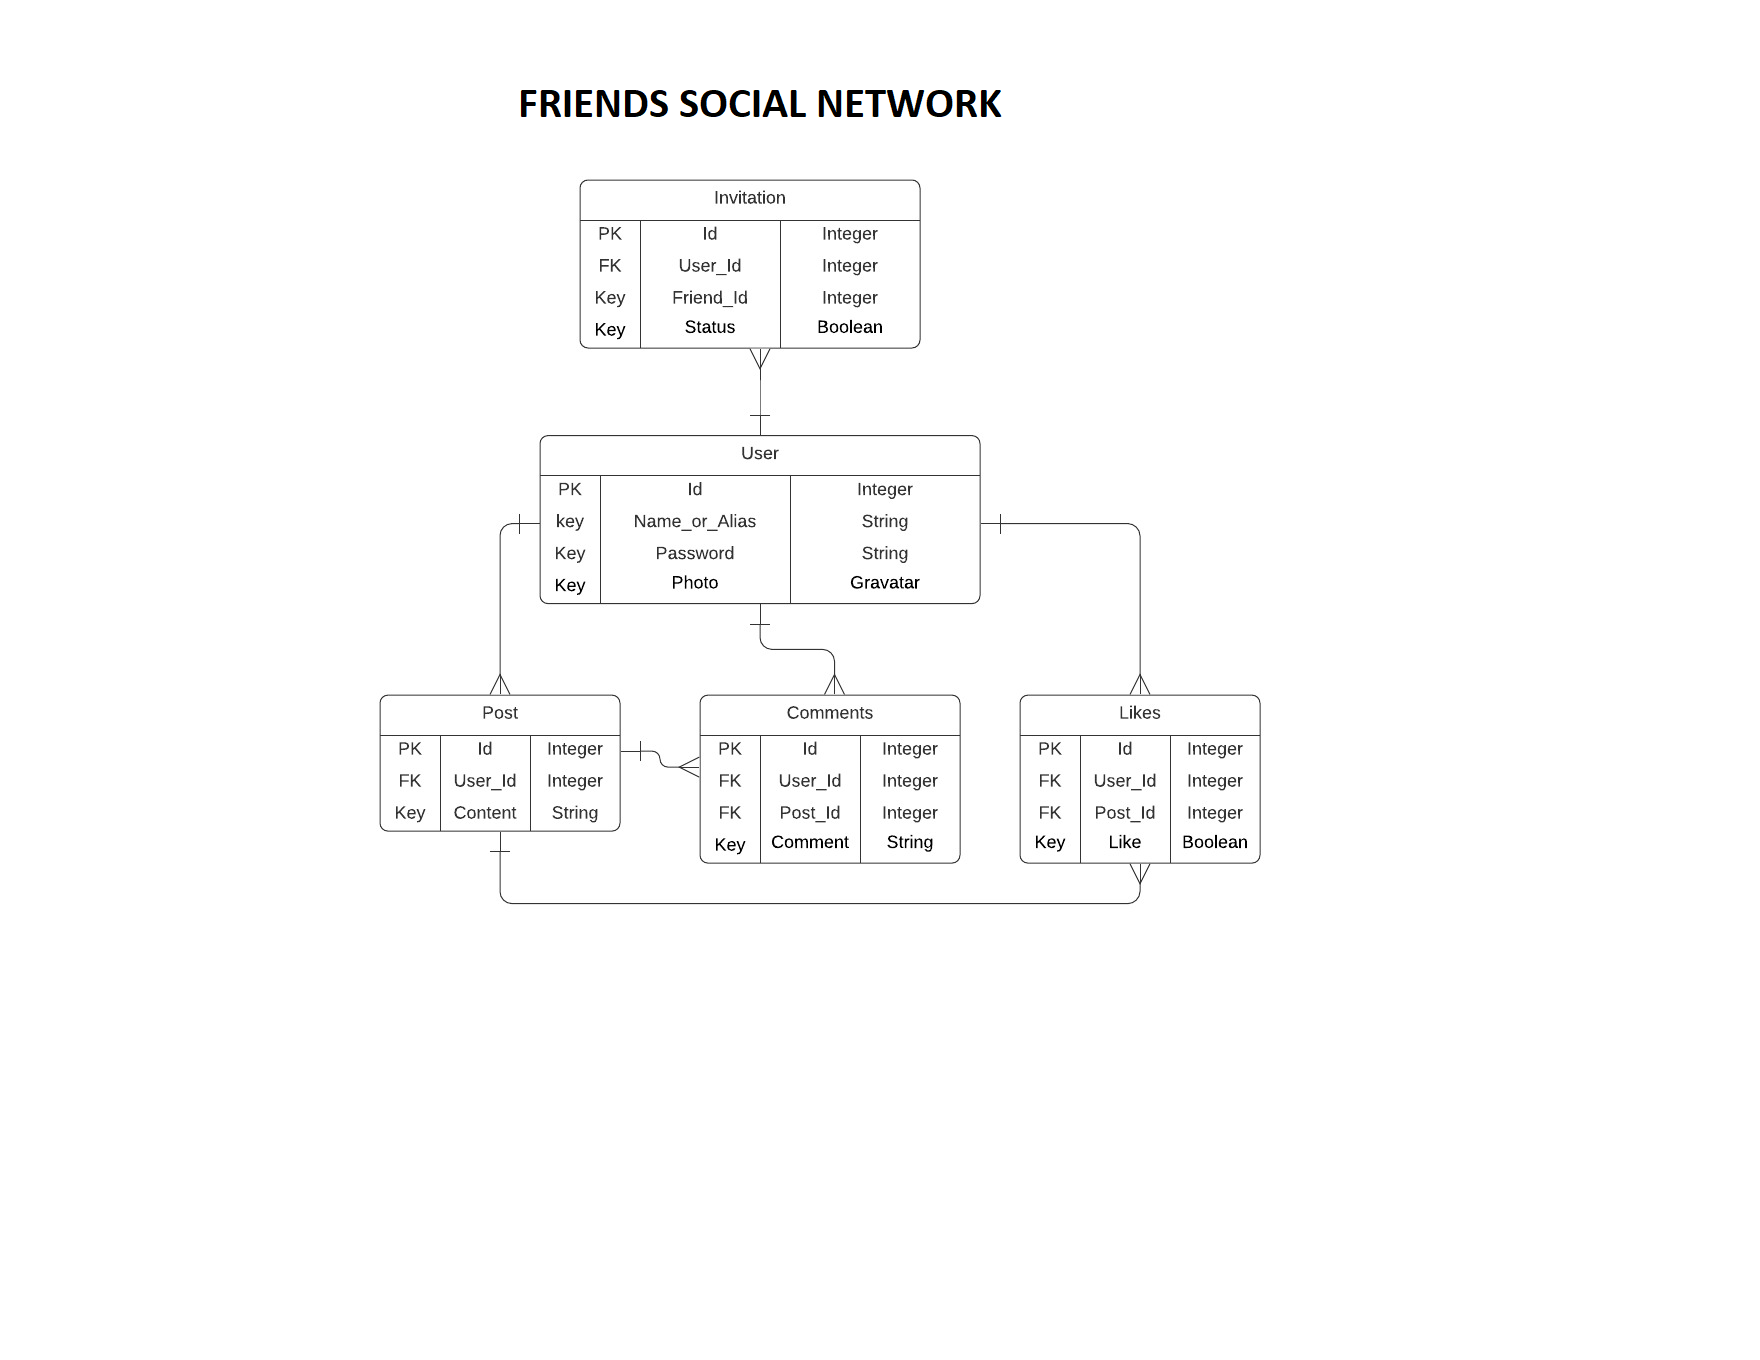 FRIENDS SOCIAL NETWORK
Invitation
PK Id Integer
FK User_Id Integer
Key Friend_Id Integer
Key Status Boolean
User
PK Id Integer
key Name_or_Alias String
Key Password String
Key Photo Gravatar
Post
PK Id Integer
FK User_Id Integer
Key Content String
Comments
PK Id Integer
FK User_Id Integer
FK Post_Id Integer
Key Comment String
Likes
PK Id Integer
FK User_Id Integer
FK Post_Id Integer
Key Like Boolean